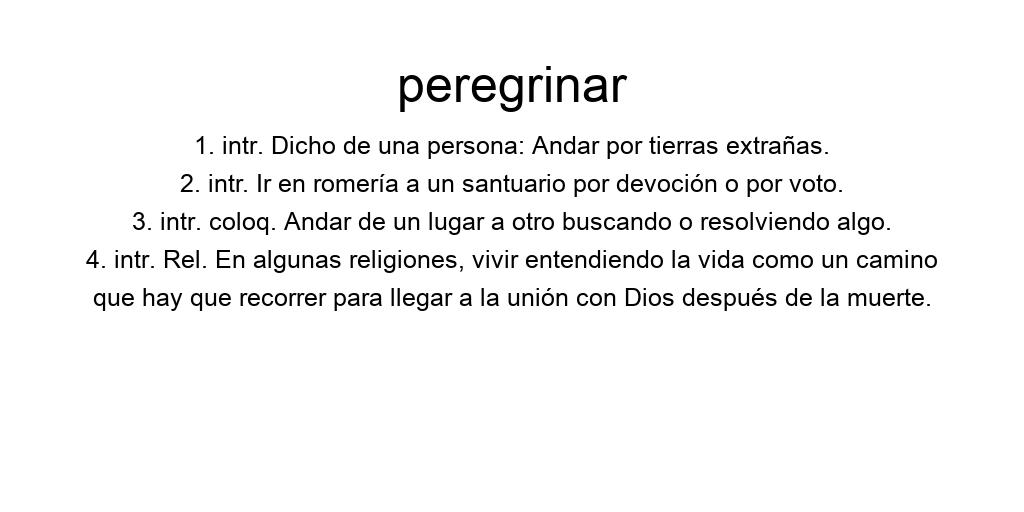 peregrinar
1. intr. Dicho de una persona: Andar por tierras extrañas.
2. intr. Ir en romería a un santuario por devoción o por voto.
3. intr. coloq. Andar de un lugar a otro buscando o resolviendo algo.
4. intr. Rel. En algunas religiones, vivir entendiendo la vida como un camino
que hay que recorrer para llegar a la unión con Dios después de la muerte.